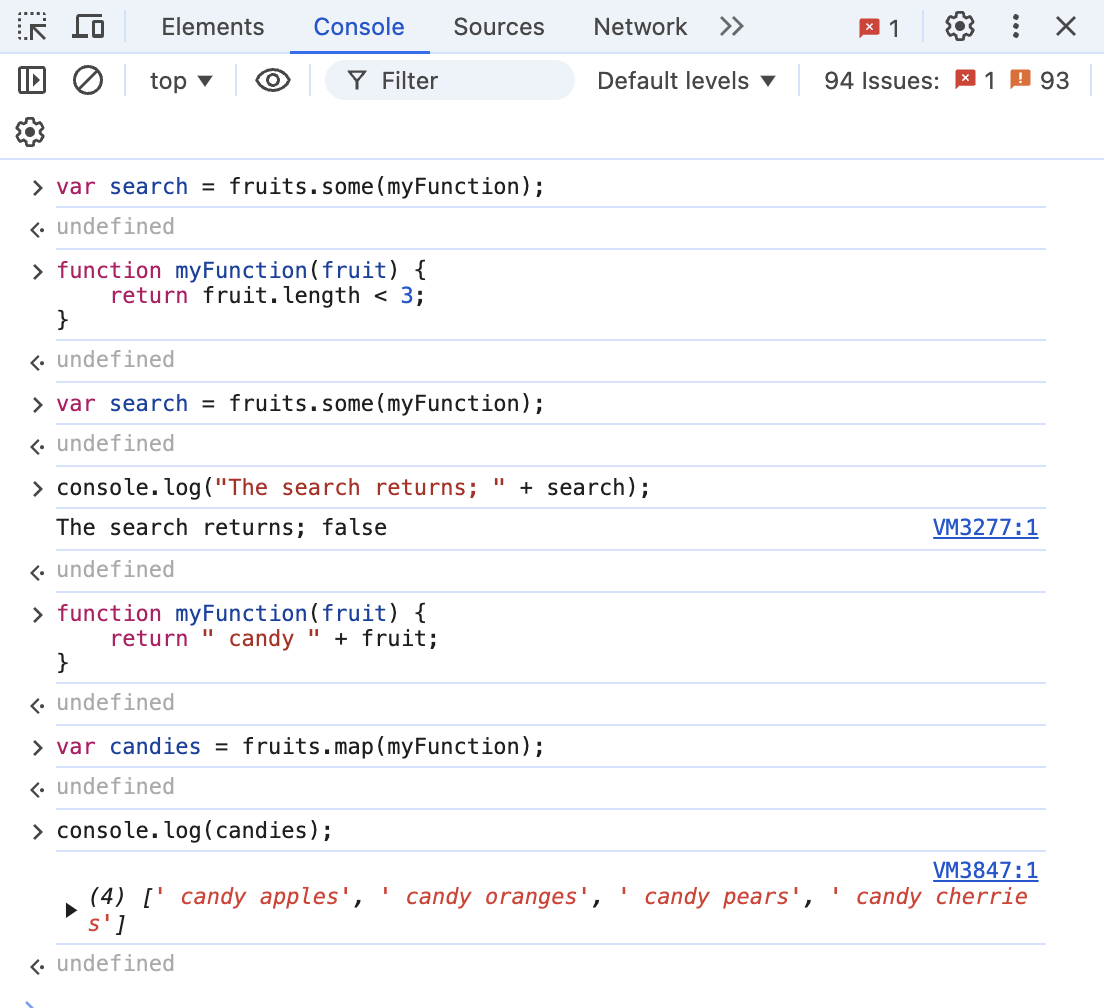 Elements Console Sources Network 1
top Filter Default levels 94 Issues: 1 93
var search = fruits.some(myFunction);
undefined
function myFunction(fruit) {
    return fruit.length < 3;
}
undefined
var search = fruits.some(myFunction);
undefined
console.log("The search returns; " + search);
The search returns; false VM3277:1
undefined
function myFunction(fruit) {
    return " candy " + fruit;
}
undefined
var candies = fruits.map(myFunction);
undefined
console.log(candies);
VM3847:1
(4) [' candy apples', ' candy oranges', ' candy pears', ' candy cherrie
s']
undefined